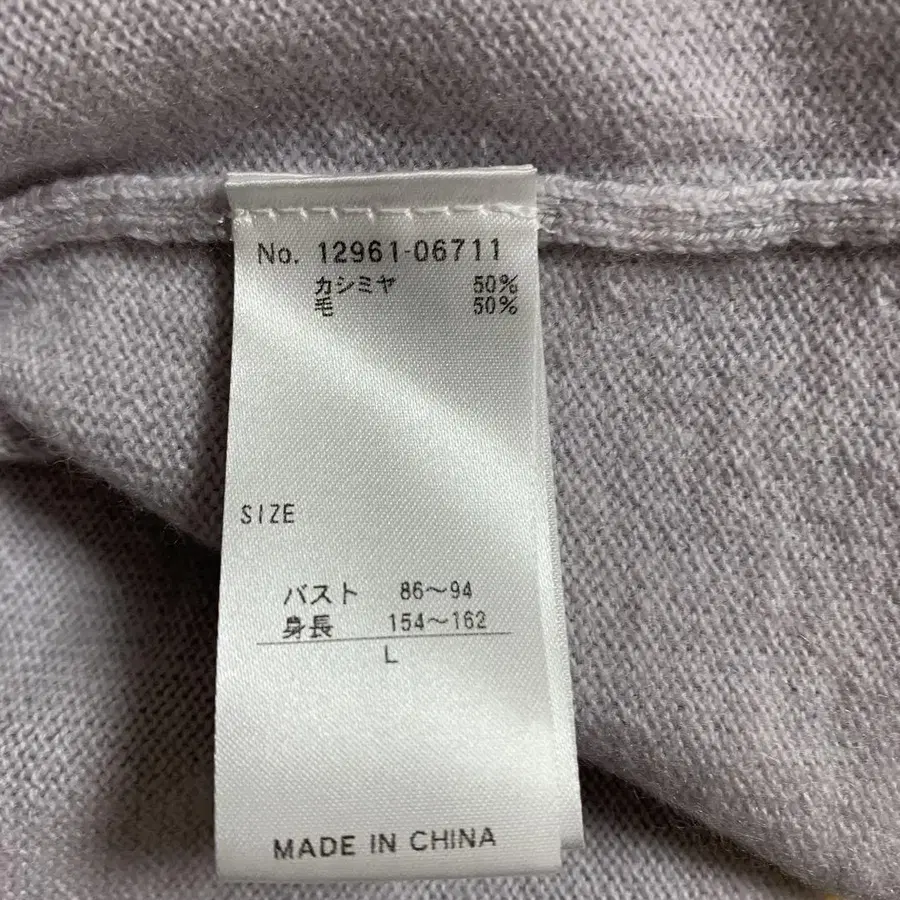 No. 12961-06711
カシミヤ 50%
毛 50%
SIZE
バスト 86～94
身長 154～162
L
MADE IN CHINA